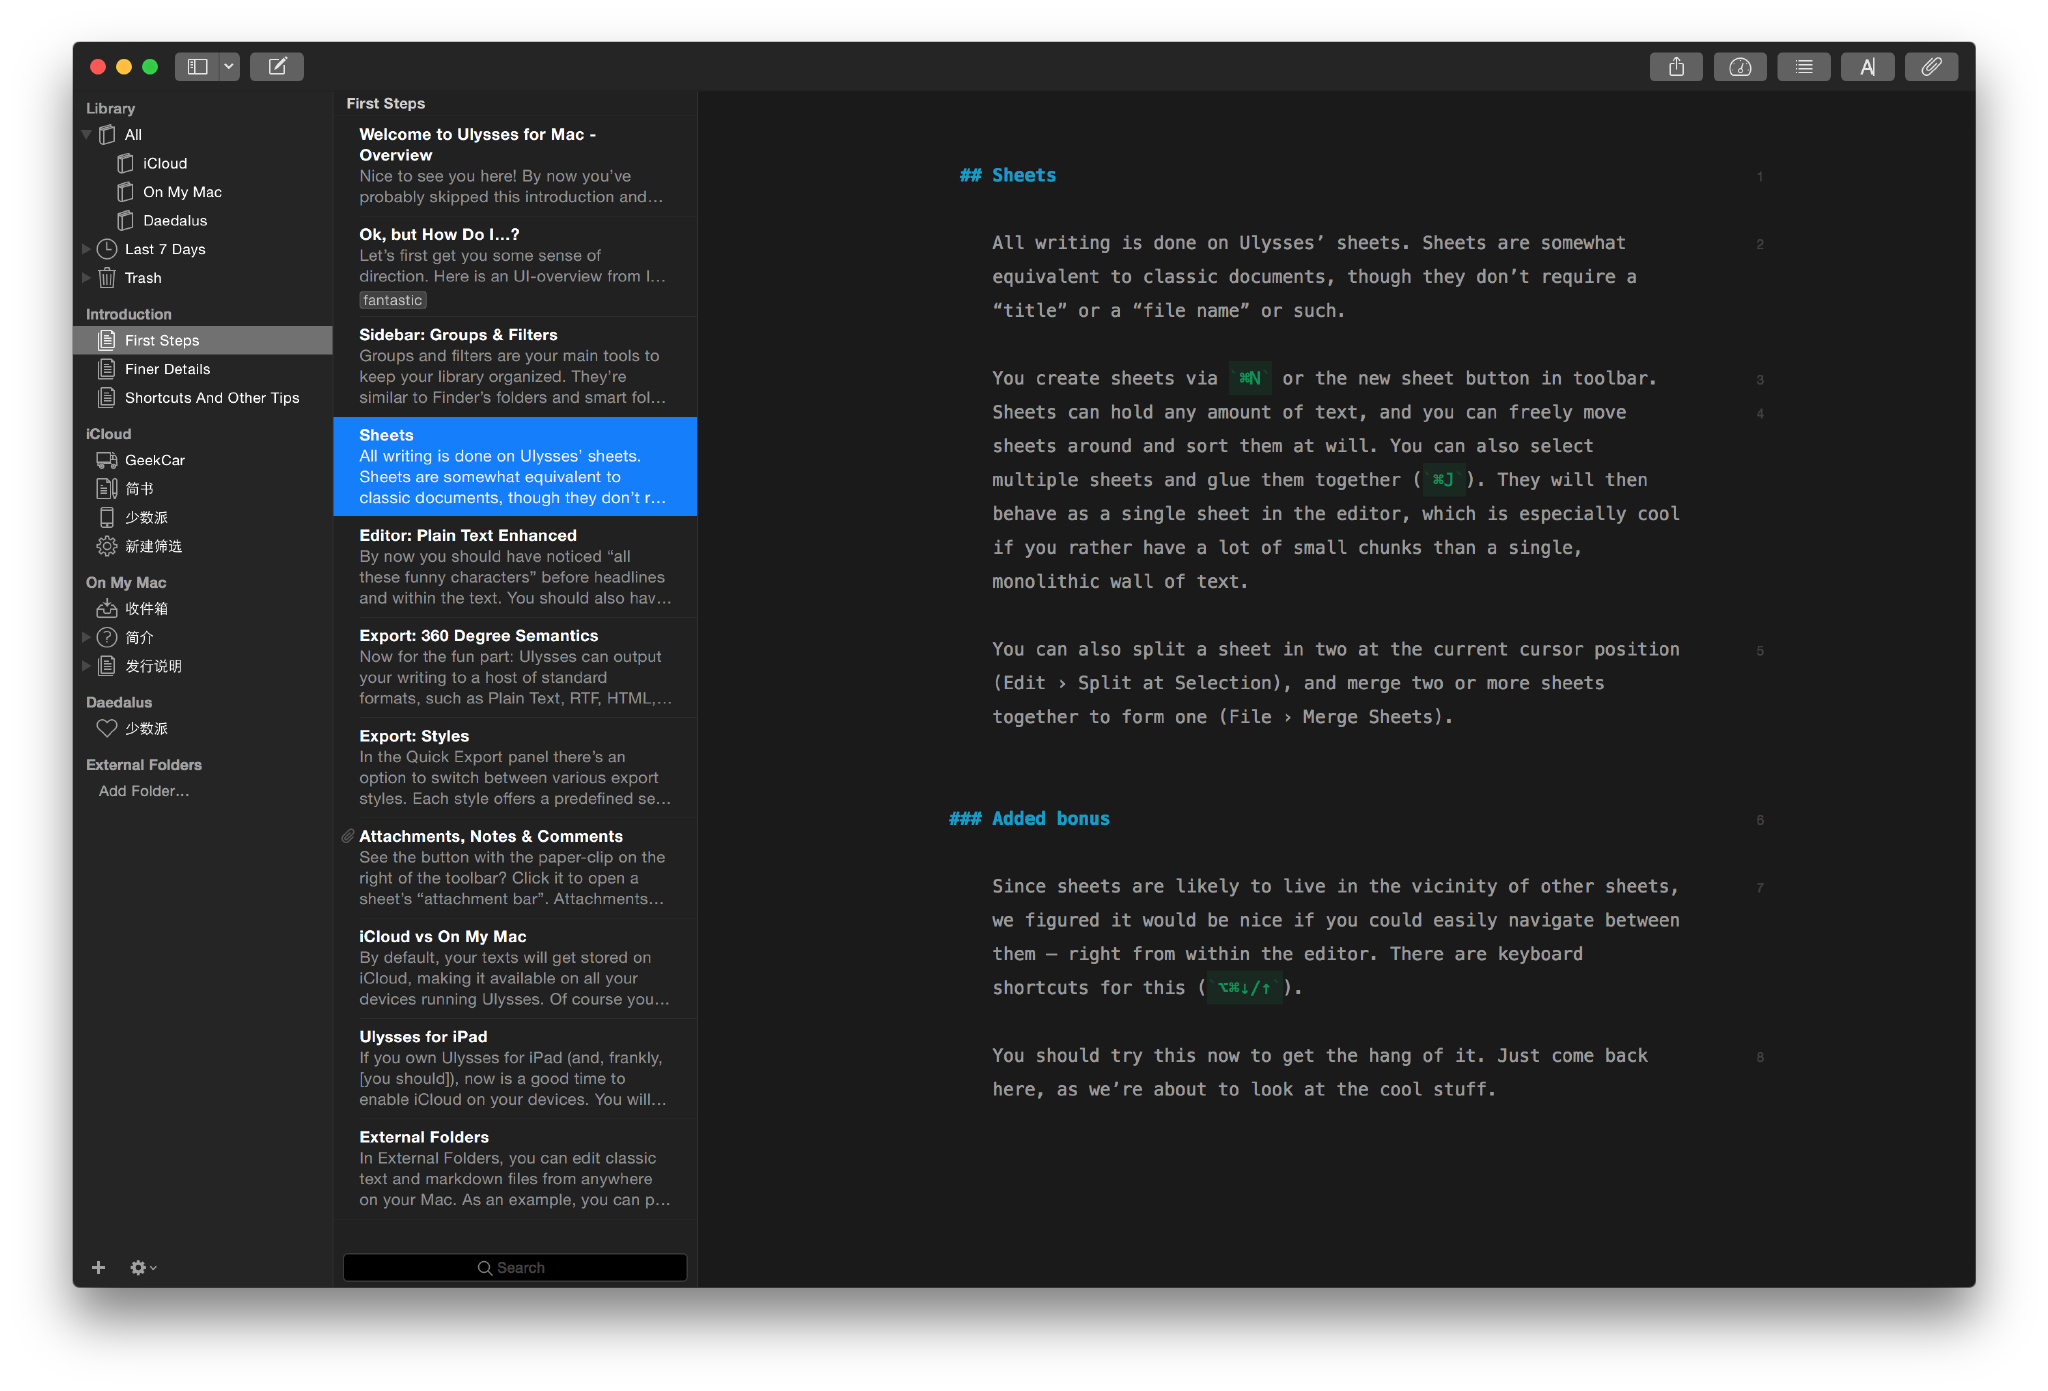 Library
All
iCloud
On My Mac
Daedalus
Last 7 Days
Trash
Introduction
First Steps
Finer Details
Shortcuts And Other Tips
iCloud
GeekCar
简书
少数派
新建筛选
On My Mac
收件箱
简介
发行说明
Daedalus
少数派
External Folders
Add Folder...
First Steps
Welcome to Ulysses for Mac -
Overview
Nice to see you here! By now you’ve
probably skipped this introduction and…
Ok, but How Do I…?
Let’s first get you some sense of
direction. Here is an UI-overview from l…
fantastic
Sidebar: Groups & Filters
Groups and filters are your main tools to
keep your library organized. They’re
similar to Finder’s folders and smart fol…
Sheets
All writing is done on Ulysses’ sheets.
Sheets are somewhat equivalent to
classic documents, though they don’t r…
Editor: Plain Text Enhanced
By now you should have noticed “all
these funny characters” before headlines
and within the text. You should also hav…
Export: 360 Degree Semantics
Now for the fun part: Ulysses can output
your writing to a host of standard
formats, such as Plain Text, RTF, HTML,…
Export: Styles
In the Quick Export panel there’s an
option to switch between various export
styles. Each style offers a predefined se…
Attachments, Notes & Comments
See the button with the paper-clip on the
right of the toolbar? Click it to open a
sheet’s “attachment bar”. Attachments…
iCloud vs On My Mac
By default, your texts will get stored on
iCloud, making it available on all your
devices running Ulysses. Of course you…
Ulysses for iPad
If you own Ulysses for iPad (and, frankly,
[you should]), now is a good time to
enable iCloud on your devices. You will…
External Folders
In External Folders, you can edit classic
text and markdown files from anywhere
on your Mac. As an example, you can p…
Search
A
## Sheets 1
All writing is done on Ulysses’ sheets. Sheets are somewhat 2
equivalent to classic documents, though they don’t require a
“title” or a “file name” or such.
You create sheets via `⌘N` or the new sheet button in toolbar. 3
Sheets can hold any amount of text, and you can freely move 4
sheets around and sort them at will. You can also select
multiple sheets and glue them together (`⌘J`). They will then
behave as a single sheet in the editor, which is especially cool
if you rather have a lot of small chunks than a single,
monolithic wall of text.
You can also split a sheet in two at the current cursor position 5
(Edit › Split at Selection), and merge two or more sheets
together to form one (File › Merge Sheets).
### Added bonus 6
Since sheets are likely to live in the vicinity of other sheets, 7
we figured it would be nice if you could easily navigate between
them – right from within the editor. There are keyboard
shortcuts for this (`⌥⌘↓/↑`).
You should try this now to get the hang of it. Just come back 8
here, as we’re about to look at the cool stuff.